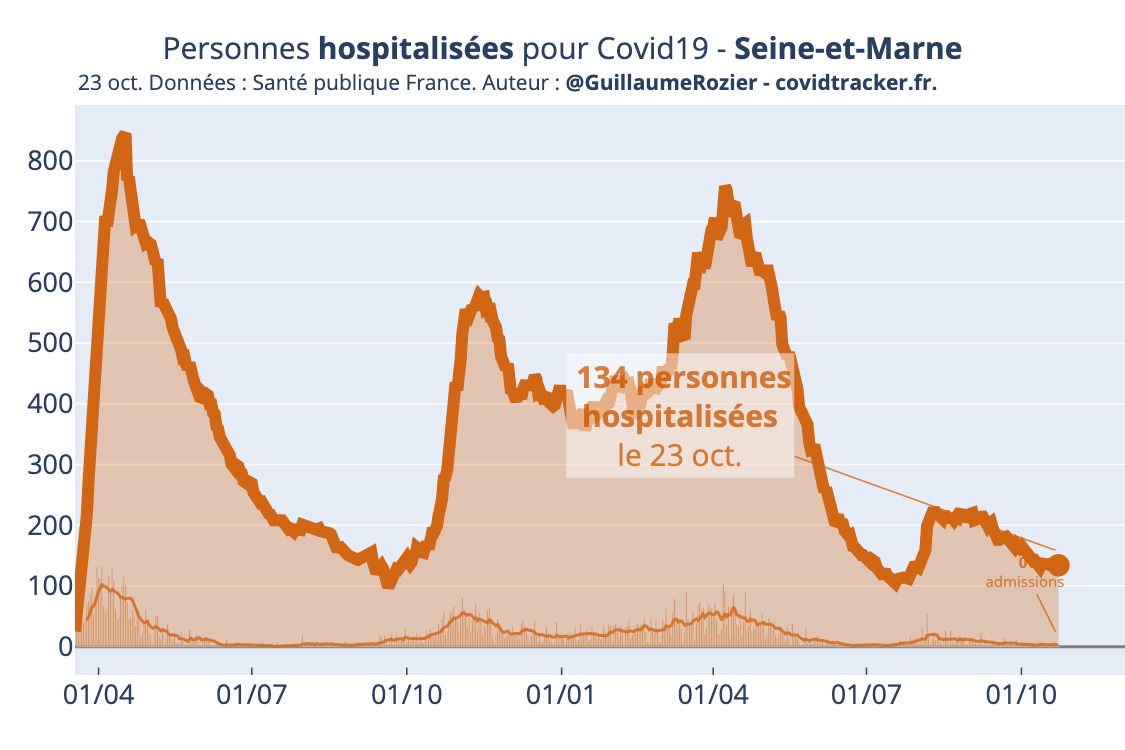 Personnes hospitalisées pour Covid19 - Seine-et-Marne
23 oct. Données : Santé publique France. Auteur : @GuillaumeRozier - covidtracker.fr.
800
700
600
500
400
300
200
100
0
134 personnes
hospitalisées
le 23 oct.
0
admissions
01/04
01/07
01/10
01/01
01/04
01/07
01/10